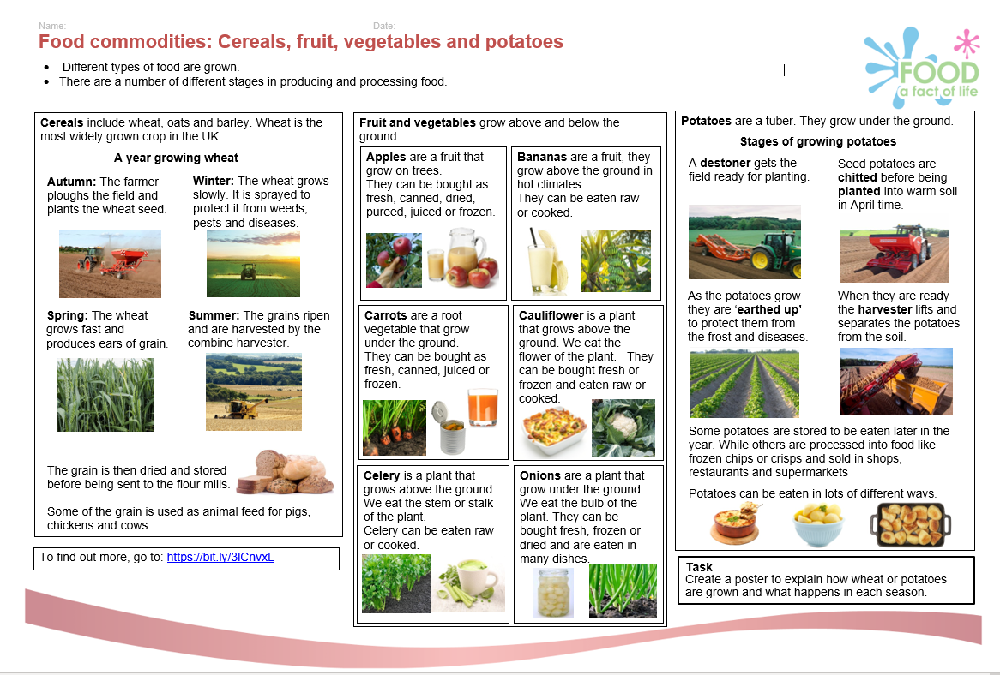 Name:
Date:
Food commodities: Cereals, fruit, vegetables and potatoes
• Different types of food are grown.
• There are a number of different stages in producing and processing food.
FOOD
a fact of life
Cereals include wheat, oats and barley. Wheat is the
most widely grown crop in the UK.
A year growing wheat
Autumn: The farmer
ploughs the field and
plants the wheat seed.
Winter: The wheat grows
slowly. It is sprayed to
protect it from weeds,
pests and diseases.
Spring: The wheat
grows fast and
produces ears of grain.
Summer: The grains ripen
and are harvested by the
combine harvester.
The grain is then dried and stored
before being sent to the flour mills.
Some of the grain is used as animal feed for pigs,
chickens and cows.
To find out more, go to: https://bit.ly/3lCnvxL
Fruit and vegetables grow above and below the
ground.
Apples are a fruit that
grow on trees.
They can be bought as
fresh, canned, dried,
pureed, juiced or frozen.
Bananas are a fruit, they
grow above the ground in
hot climates.
They can be eaten raw
or cooked.
Carrots are a root
vegetable that grow
under the ground.
They can be bought as
fresh, canned, juiced or
frozen.
Cauliflower is a plant
that grows above the
ground. We eat the
flower of the plant. They
can be bought fresh or
frozen and eaten raw or
cooked.
Celery is a plant that
grows above the ground.
We eat the stem or stalk
of the plant.
Celery can be eaten raw
or cooked.
Onions are a plant that
grow under the ground.
We eat the bulb of the
plant. They can be
bought fresh, frozen or
dried and are eaten in
many dishes.
Potatoes are a tuber. They grow under the ground.
Stages of growing potatoes
A destoner gets the
field ready for planting.
Seed potatoes are
chitted before being
planted into warm soil
in April time.
As the potatoes grow
they are ‘earthed up’
to protect them from
the frost and diseases.
When they are ready
the harvester lifts and
separates the potatoes
from the soil.
Some potatoes are stored to be eaten later in the
year. While others are processed into food like
frozen chips or crisps and sold in shops,
restaurants and supermarkets
Potatoes can be eaten in lots of different ways.
Task
Create a poster to explain how wheat or potatoes
are grown and what happens in each season.